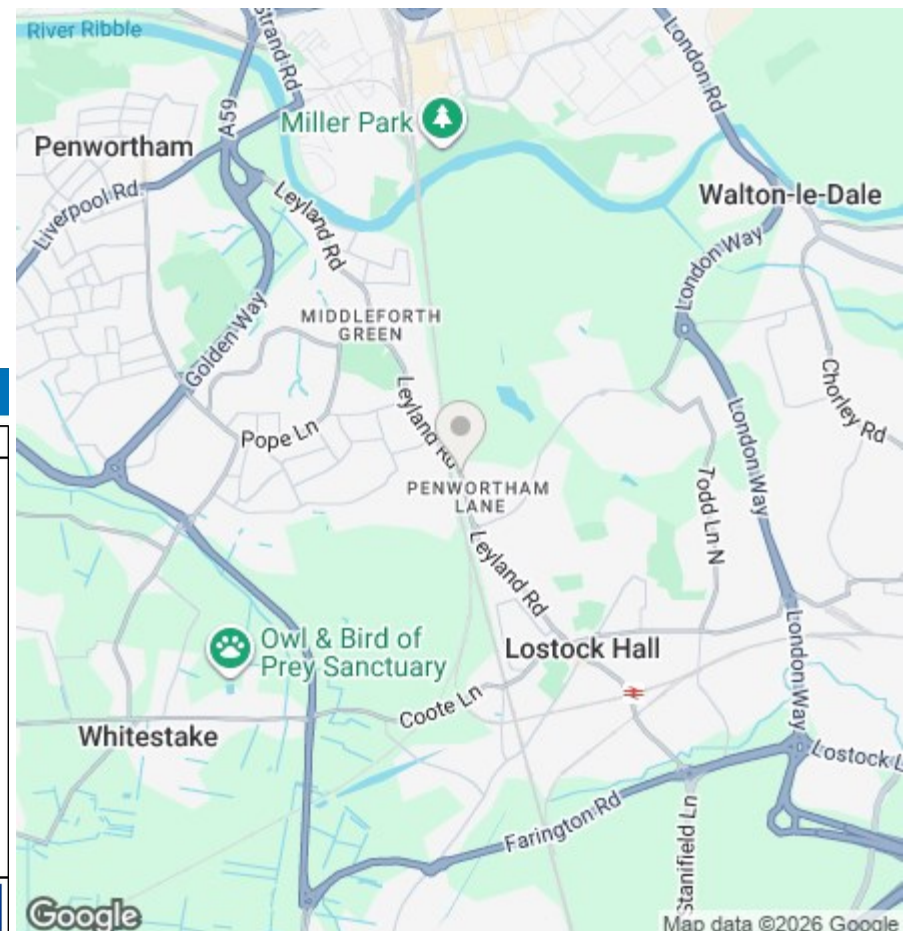 River Ribble
Strand Rd
London Rd
A59
Miller Park
Penwortham
Walton-le-Dale
Liverpool Rd
Leyland Rd
London Way
MIDDLEFORTH
GREEN
Golden Way
Chorley Rd
Leyland Rd
London Way
Pope Ln
PENWORTHAM
LANE
Todd Ln N
Leyland Rd
Owl & Bird of
Prey Sanctuary
Lostock Hall
London Way
Coote Ln
Whitestake
Lostock L
Farington Rd
Stanifield Ln
Google
Map data ©2026 Google